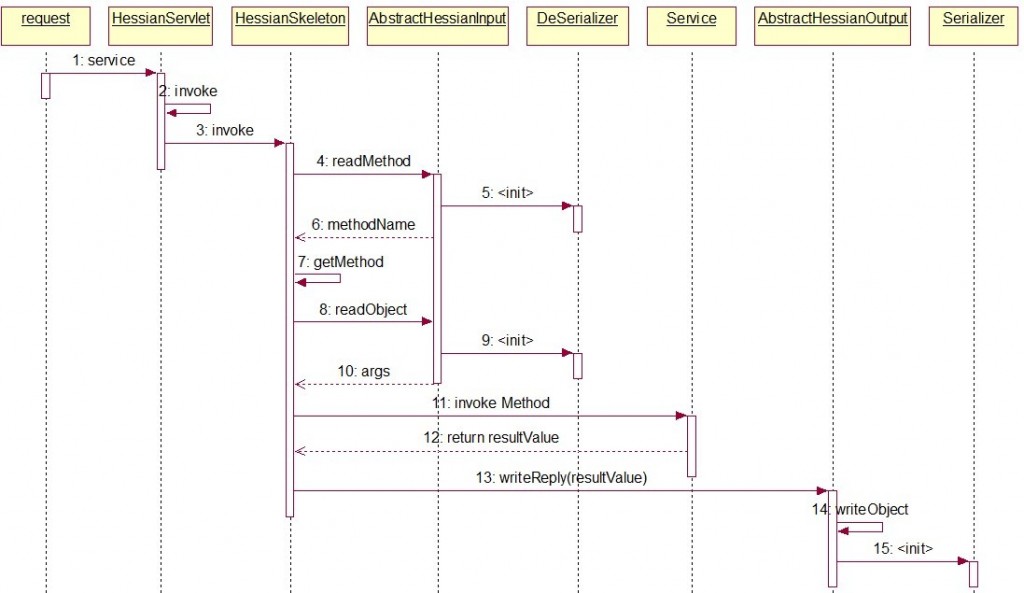 request HessianServlet HessianSkeleton AbstractHessianInput DeSerializer Service AbstractHessianOutput Serializer
1: service
2: invoke
3: invoke
4: readMethod
5: <init>
6: methodName
7: getMethod
8: readObject
9: <init>
10: args
11: invoke Method
12: return resultValue
13: writeReply(resultValue)
14: writeObject
15: <init>